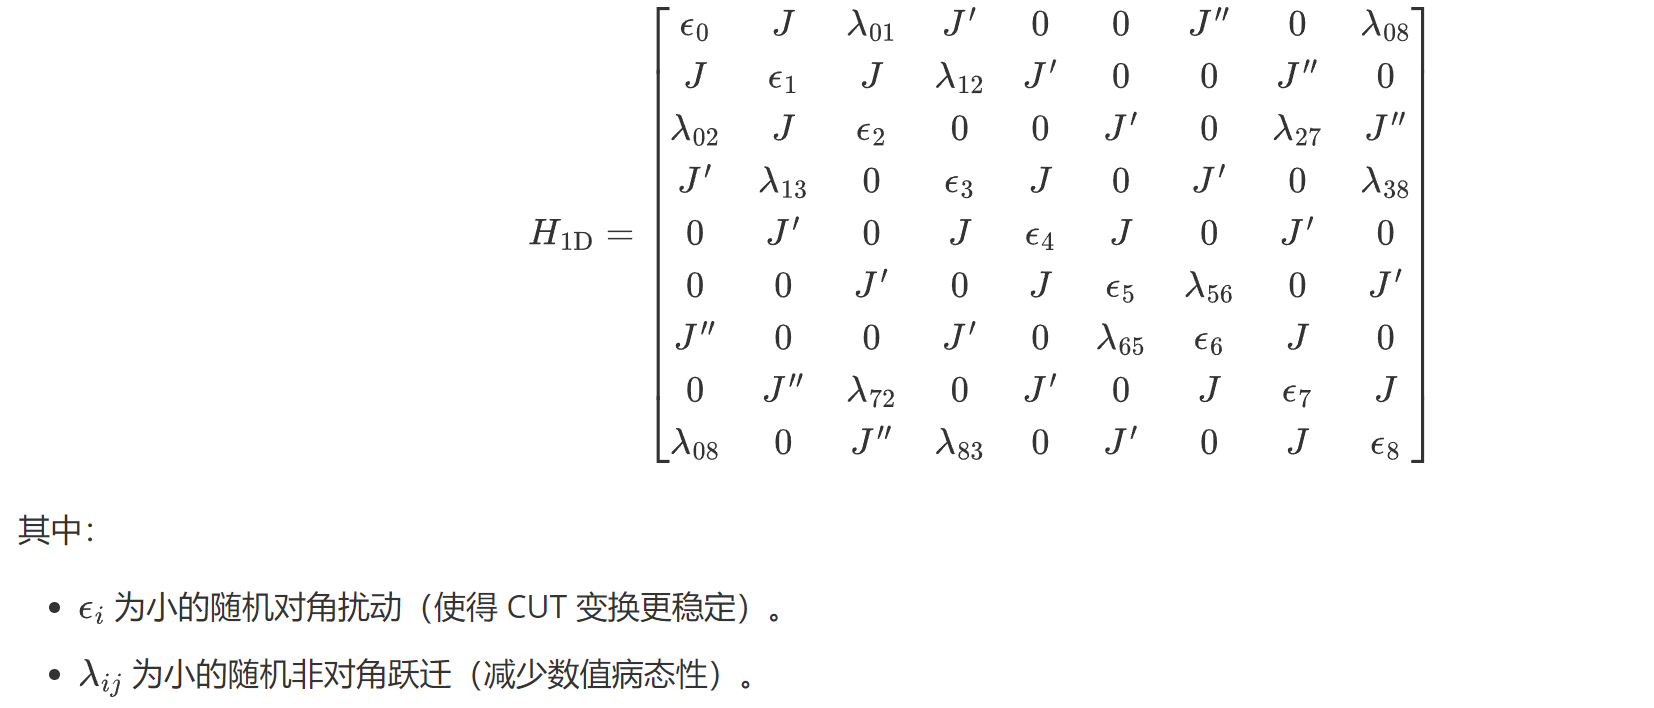 ϵ₀ J λ₀₁ J′ 0 0 J″ 0 λ₀₈
J ϵ₁ J λ₁₂ J′ 0 0 J″ 0
λ₀₂ J ϵ₂ 0 0 J′ 0 λ₂₇ J″
J′ λ₁₃ 0 ϵ₃ J 0 J′ 0 λ₃₈
H₁D = 0 J′ 0 J ϵ₄ J 0 J′ 0
0 0 J′ 0 J ϵ₅ λ₅₆ 0 J′
J″ 0 0 J′ 0 λ₆₅ ϵ₆ J 0
0 J″ λ₇₂ 0 J′ 0 J ϵ₇ J
λ₀₈ 0 J″ λ₈₃ 0 J′ 0 J ϵ₈
其中：
• ϵᵢ 为小的随机对角扰动（使得 CUT 变换更稳定）。
• λᵢⱼ 为小的随机非对角跃迁（减少数值病态性）。